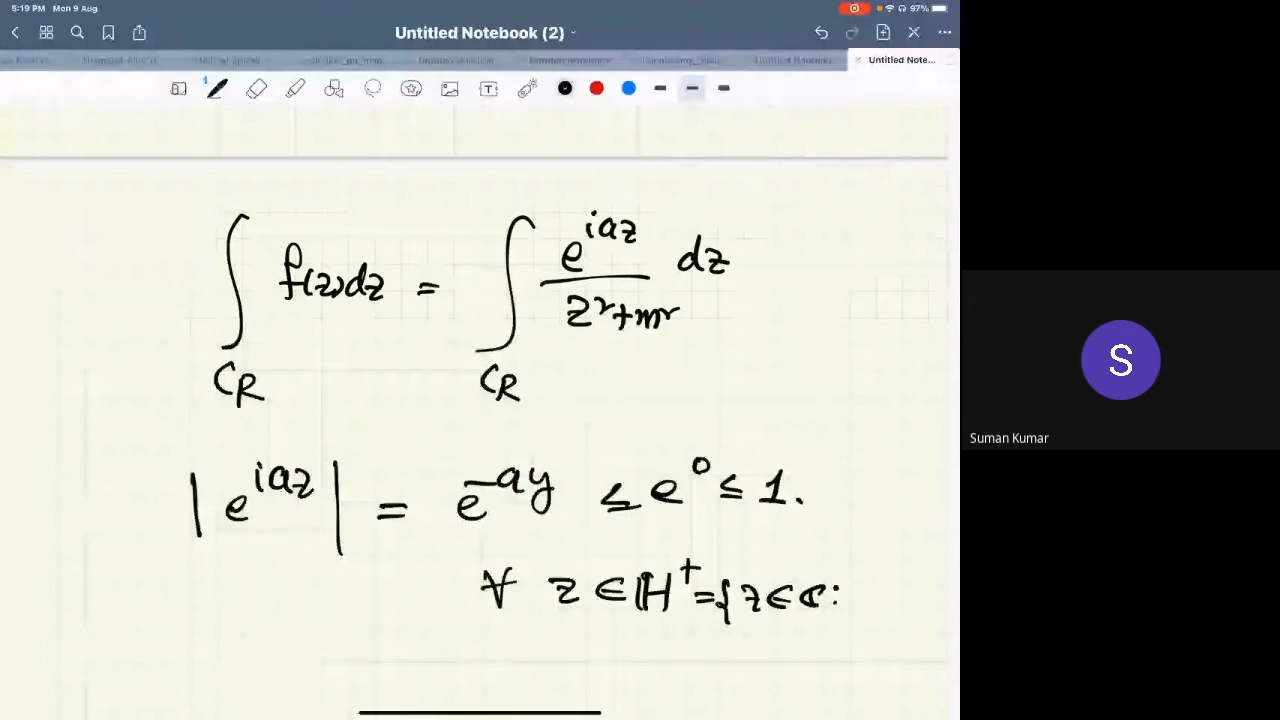 5:19 PM Mon 9 Aug
97%
Untitled Notebook (2)
Untitled Note...
∫_{C_R} f(z)dz = ∫_{C_R} e^{iaz} / (z²+m²) dz
|e^{iaz}| = e^{-ay} ≤ e^0 ≤ 1.
∀ z ∈ ℍ^+ = {z ∈ ℂ:
S
Suman Kumar